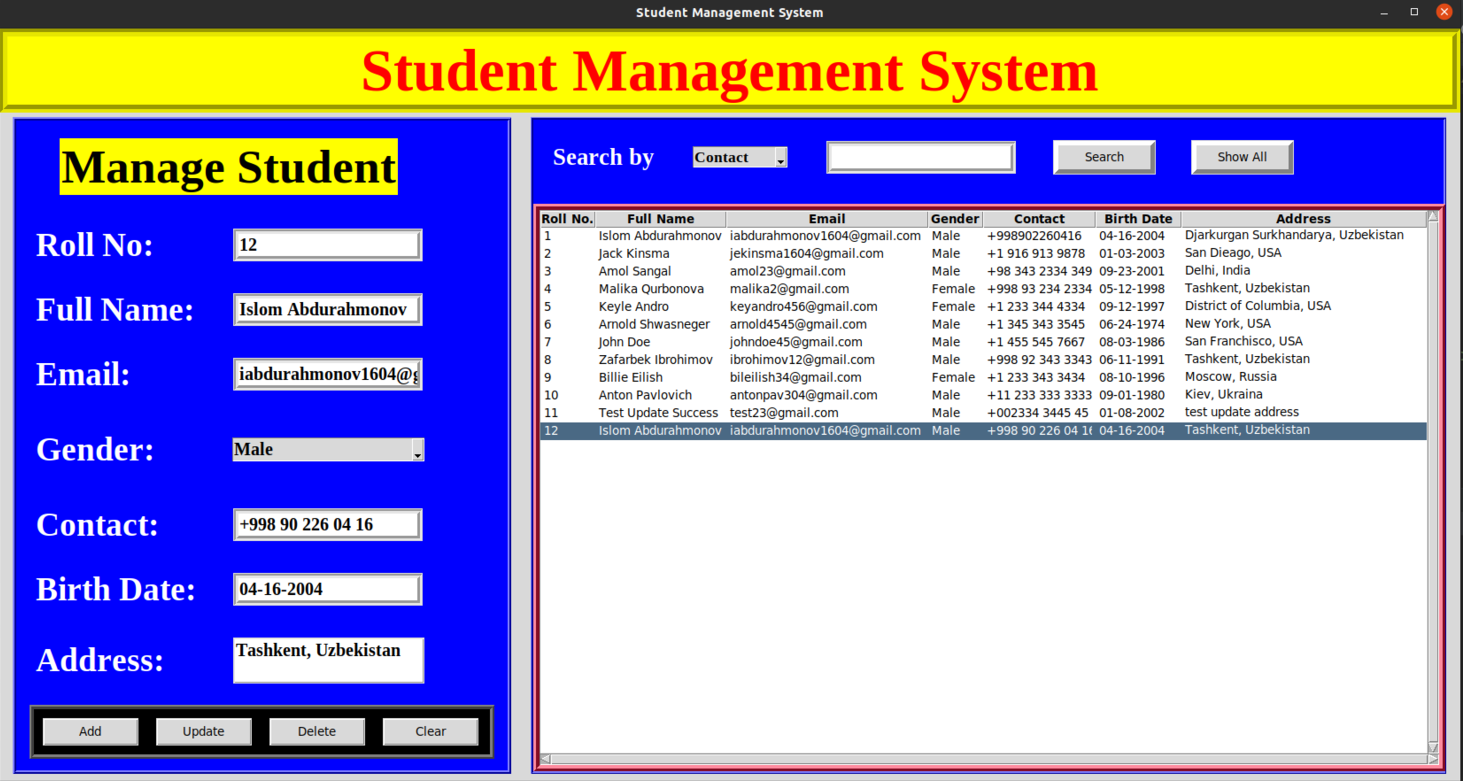 Student Management System
Student Management System
Manage Student
Roll No: 12
Full Name: Islom Abdurahmonov
Email: iabdurahmonov1604@g
Gender: Male
Contact: +998 90 226 04 16
Birth Date: 04-16-2004
Address: Tashkent, Uzbekistan
Add Update Delete Clear
Search by Contact Search Show All
Roll No. Full Name Email Gender Contact Birth Date Address
1 Islom Abdurahmonov iabdurahmonov1604@gmail.com Male +998902260416 04-16-2004 Djarkurgan Surkhandarya, Uzbekistan
2 Jack Kinsma jekinsma1604@gmail.com Male +1 916 913 9878 01-03-2003 San Dieago, USA
3 Amol Sangal amol23@gmail.com Male +98 343 2334 349 09-23-2001 Delhi, India
4 Malika Qurbonova malika2@gmail.com Female +998 93 234 2334 05-12-1998 Tashkent, Uzbekistan
5 Keyle Andro keyandro456@gmail.com Female +1 233 344 4334 09-12-1997 District of Columbia, USA
6 Arnold Shwasneger arnold4545@gmail.com Male +1 345 343 3545 06-24-1974 New York, USA
7 John Doe johndoe45@gmail.com Male +1 455 545 7667 08-03-1986 San Franchisco, USA
8 Zafarbek Ibrohimov ibrohimov12@gmail.com Male +998 92 343 3343 06-11-1991 Tashkent, Uzbekistan
9 Billie Eilish bileilish34@gmail.com Female +1 233 343 3434 08-10-1996 Moscow, Russia
10 Anton Pavlovich antonpav304@gmail.com Male +11 233 333 3333 09-01-1980 Kiev, Ukraina
11 Test Update Success test23@gmail.com Male +002334 3445 45 01-08-2002 test update address
12 Islom Abdurahmonov iabdurahmonov1604@gmail.com Male +998 90 226 04 16 04-16-2004 Tashkent, Uzbekistan